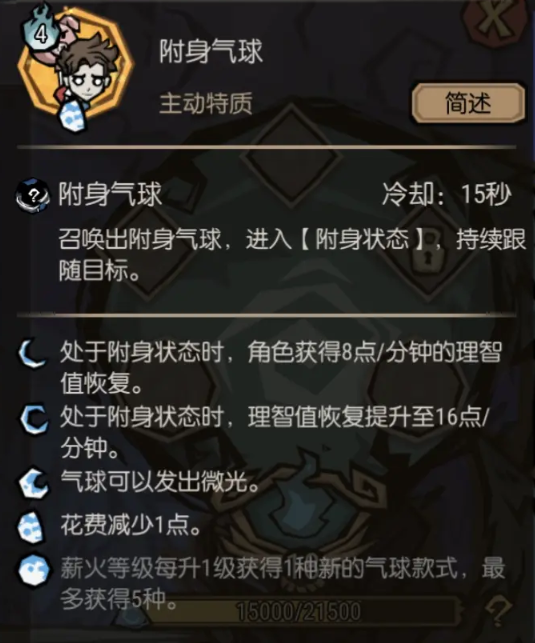 4
附身气球
主动特质
简述
附身气球 冷却：15秒
召唤出附身气球，进入【附身状态】，持续跟
随目标。
处于附身状态时，角色获得8点/分钟的理智
值恢复。
处于附身状态时，理智值恢复提升至16点/
分钟。
气球可以发出微光。
花费减少1点。
薪火等级每升1级获得1种新的气球款式，最
多获得5种。
15000/21500